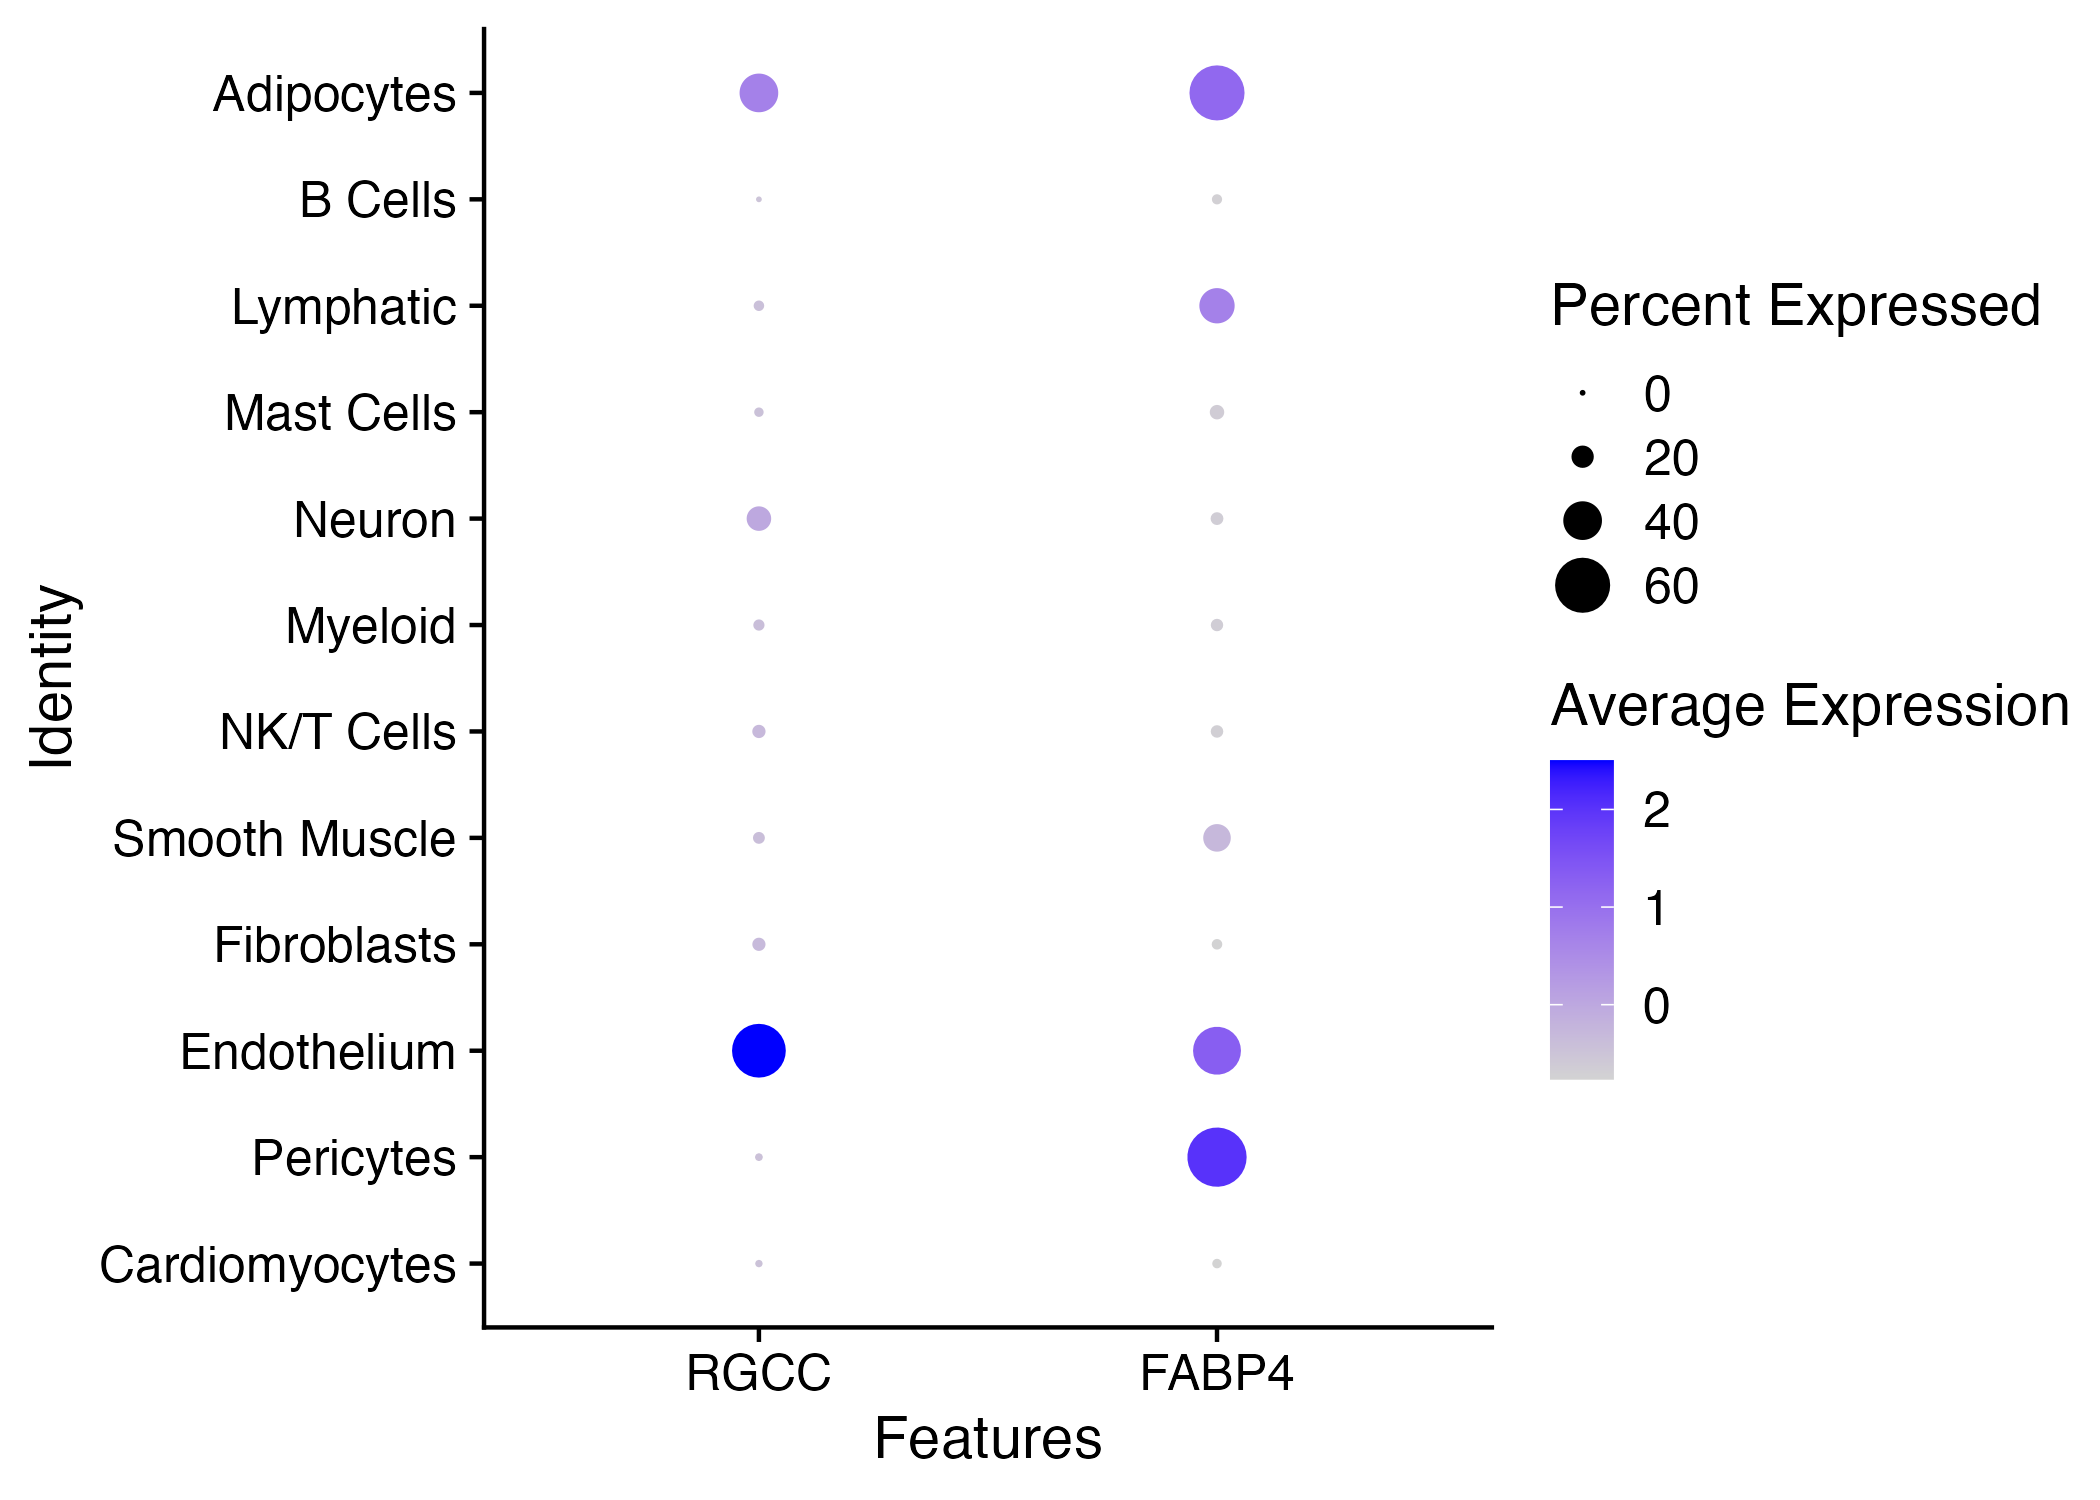 Identity
Adipocytes
B Cells
Lymphatic
Mast Cells
Neuron
Myeloid
NK/T Cells
Smooth Muscle
Fibroblasts
Endothelium
Pericytes
Cardiomyocytes
RGCC FABP4
Features
Percent Expressed
0
20
40
60
Average Expression
2
1
0